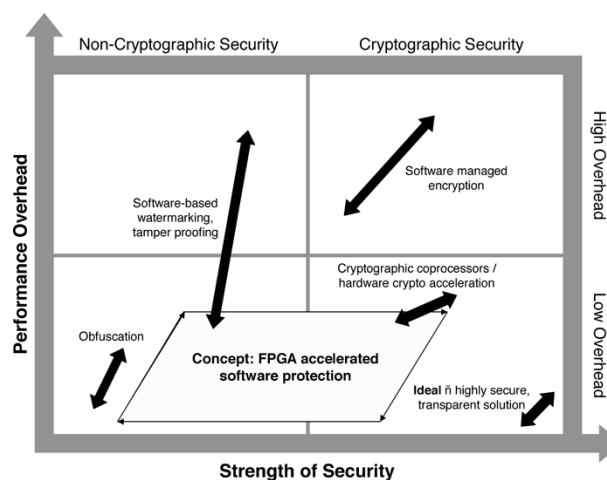 Non-Cryptographic Security
Cryptographic Security
Performance Overhead
High Overhead
Low Overhead
Software-based
watermarking,
tamper proofing
Software managed
encryption
Cryptographic coprocessors /
hardware crypto acceleration
Obfuscation
Concept: FPGA accelerated
software protection
Ideal ñ highly secure,
transparent solution
Strength of Security